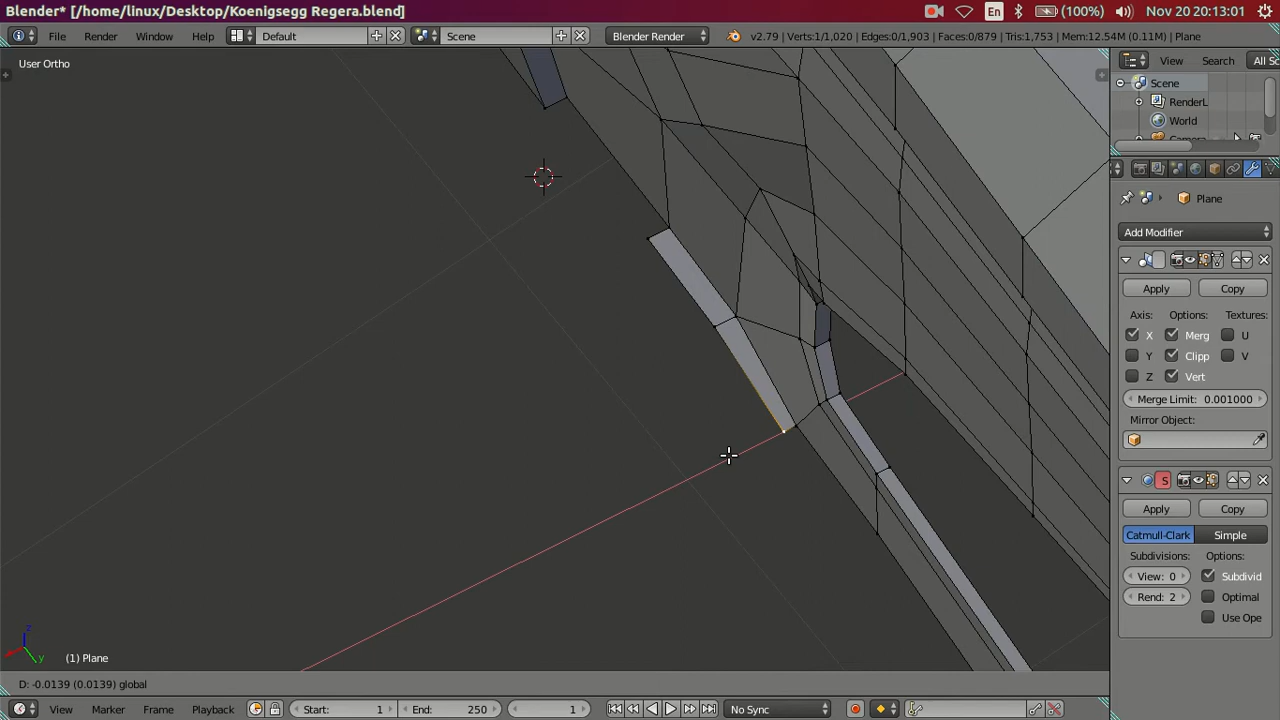 Blender* [/home/linux/Desktop/Koenigsegg Regera.blend]
En (100%) Nov 20 20:13:01
File Render Window Help Default Scene Blender Render v2.79 | Verts:1/1,020 | Edges:0/1,903 | Faces:0/879 | Tris:1,753 | Mem:12.54M (0.11M) | Plane
User Ortho
View Search All Sc
Scene
RenderL
World
Plane
Add Modifier
Apply Copy
Axis: Options: Textures:
X Merg U
Y Clipp V
Z Vert
Merge Limit: 0.001000
Mirror Object:
S
Apply Copy
Catmull-Clark Simple
Subdivisions: Options:
View: 0 Subdivid
Rend: 2 Optimal
Use Ope
z
y
(1) Plane
D: -0.0139 (0.0139) global
View Marker Frame Playback Start: 1 End: 250 1 No Sync